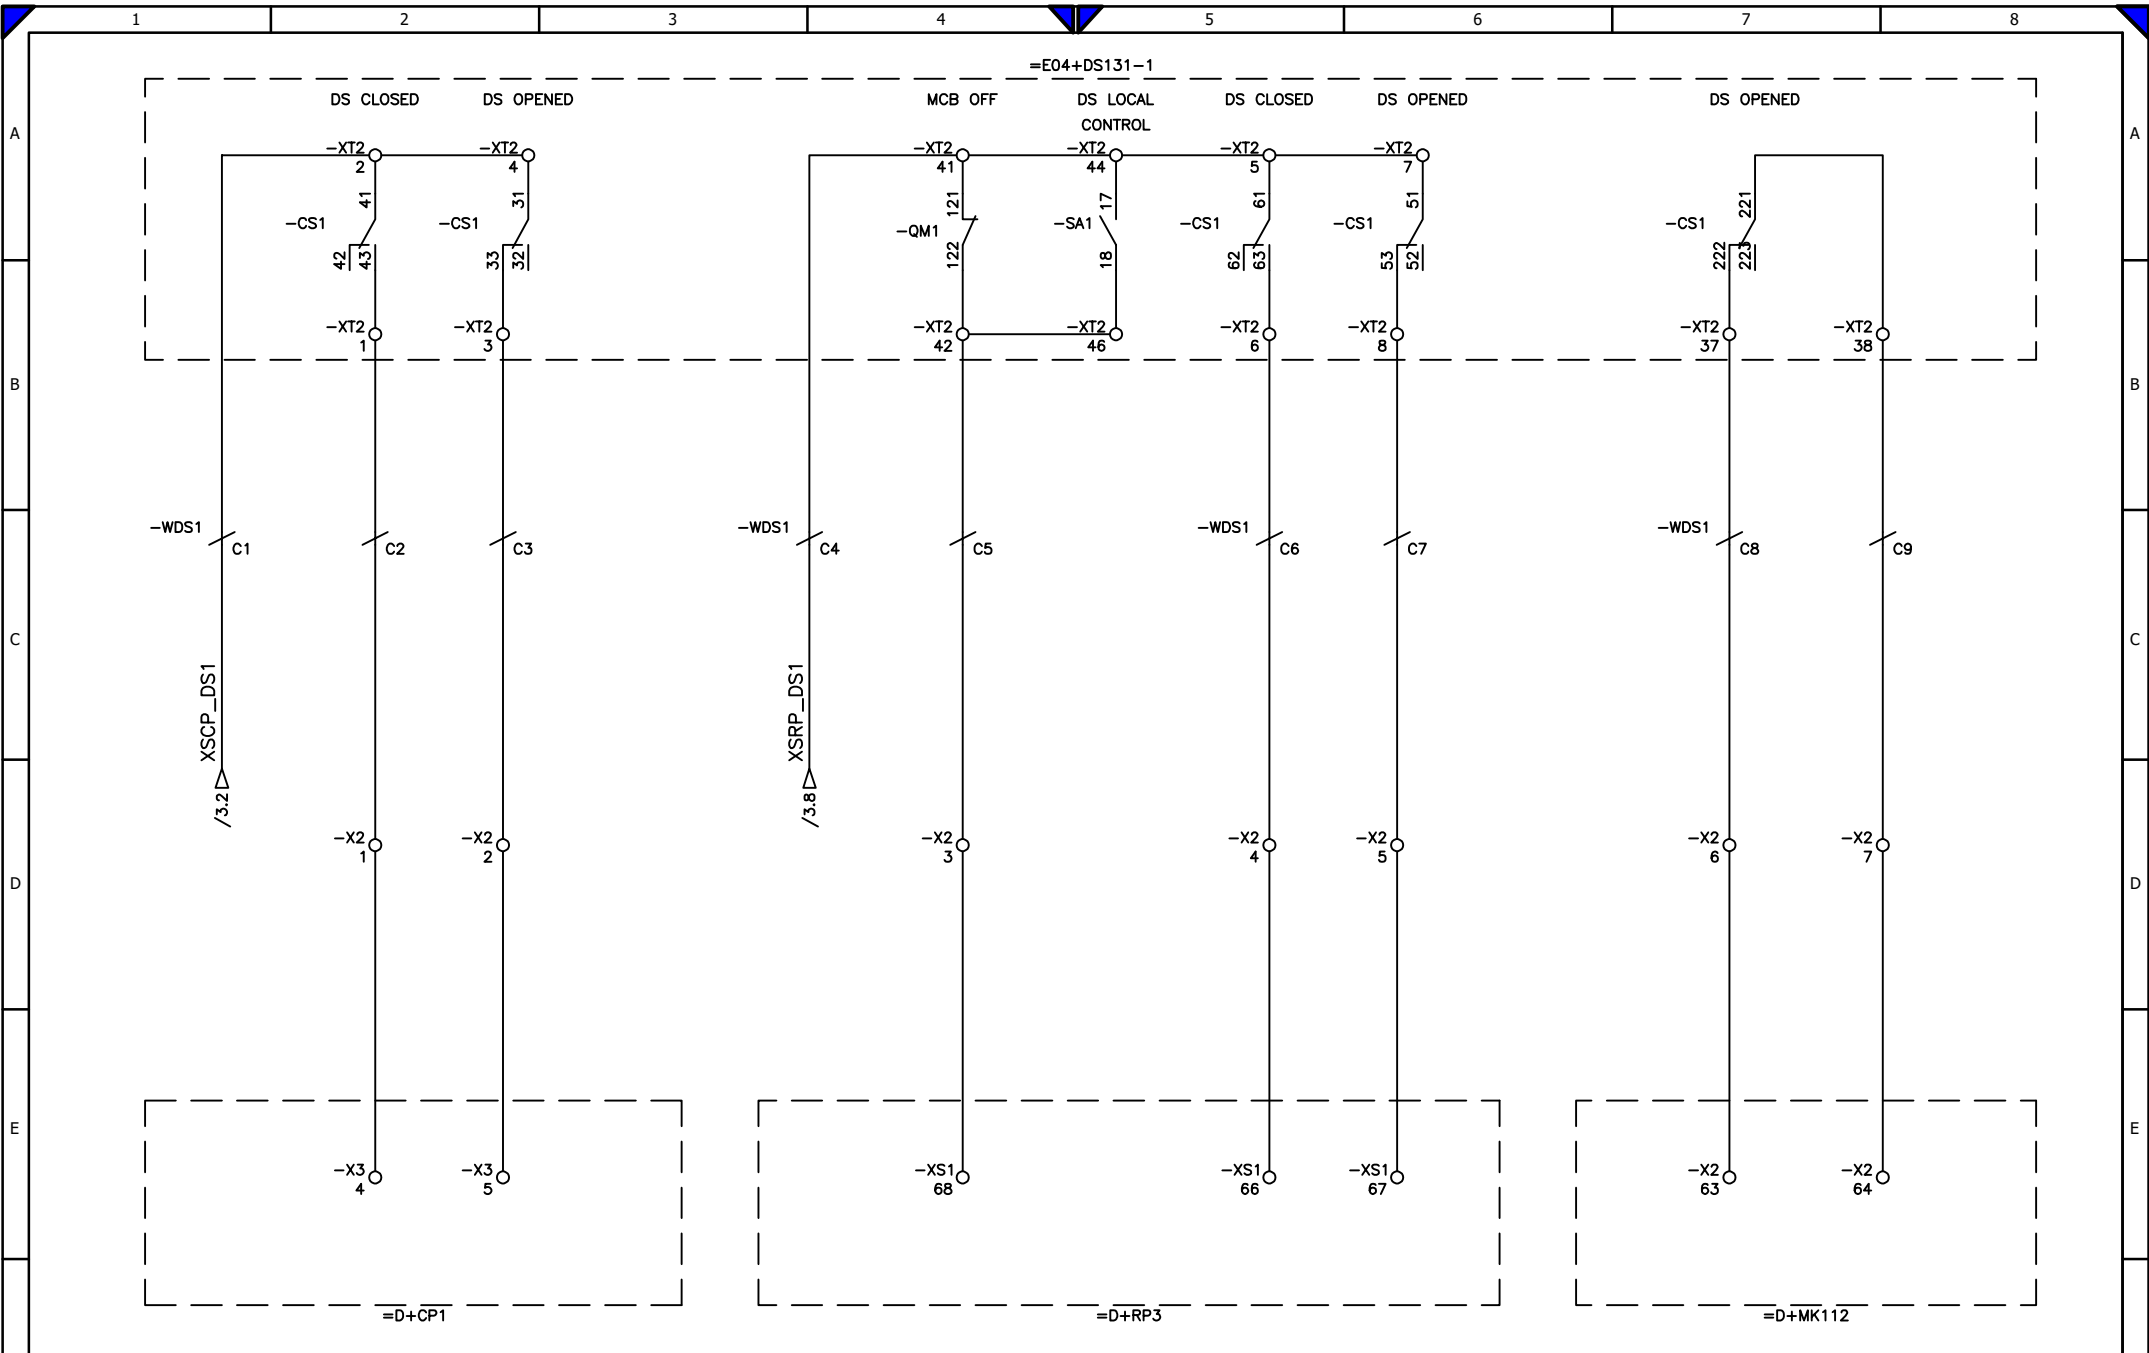 1 2 3 4 5 6 7 8
=E04+DS131-1
DS CLOSED DS OPENED MCB OFF DS LOCAL DS CLOSED DS OPENED DS OPENED
CONTROL
A A
-XT2 -XT2 -XT2 -XT2 -XT2 -XT2
2 4 41 44 5 7
41 31 121 17 61 51 221
-CS1 -CS1 -QM1 -SA1 -CS1 -CS1 -CS1
42 43 33 32 122 18 62 63 53 52 222 223
-XT2 -XT2 -XT2 -XT2 -XT2 -XT2 -XT2 -XT2
1 3 42 46 6 8 37 38
B B
-WDS1 -WDS1 -WDS1 -WDS1
C1 C2 C3 C4 C5 C6 C7 C8 C9
C C
XSCP_DS1 XSRP_DS1
/3.2 /3.8
-X2 -X2 -X2 -X2 -X2 -X2 -X2
1 2 3 4 5 6 7
D D
E E
-X3 -X3 -XS1 -XS1 -XS1 -X2 -X2
4 5 68 66 67 63 64
=D+CP1 =D+RP3 =D+MK112